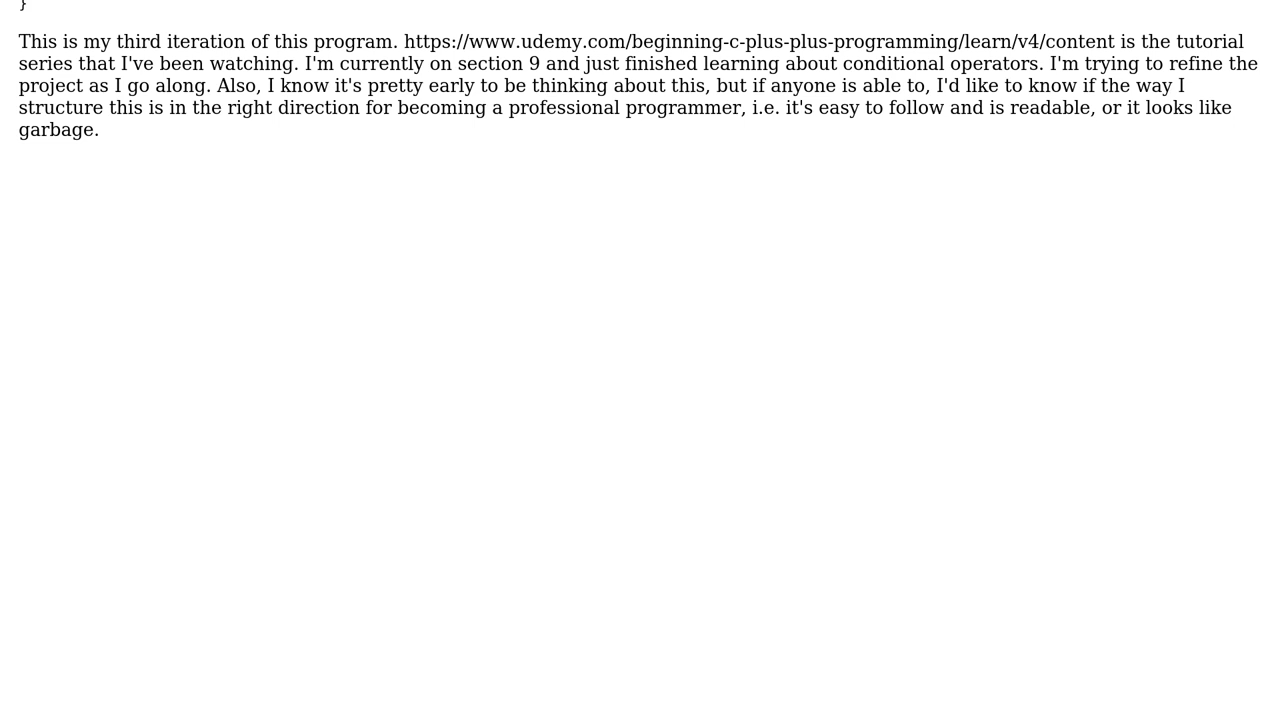 }
This is my third iteration of this program. https://www.udemy.com/beginning-c-plus-plus-programming/learn/v4/content is the tutorial
series that I've been watching. I'm currently on section 9 and just finished learning about conditional operators. I'm trying to refine the
project as I go along. Also, I know it's pretty early to be thinking about this, but if anyone is able to, I'd like to know if the way I
structure this is in the right direction for becoming a professional programmer, i.e. it's easy to follow and is readable, or it looks like
garbage.